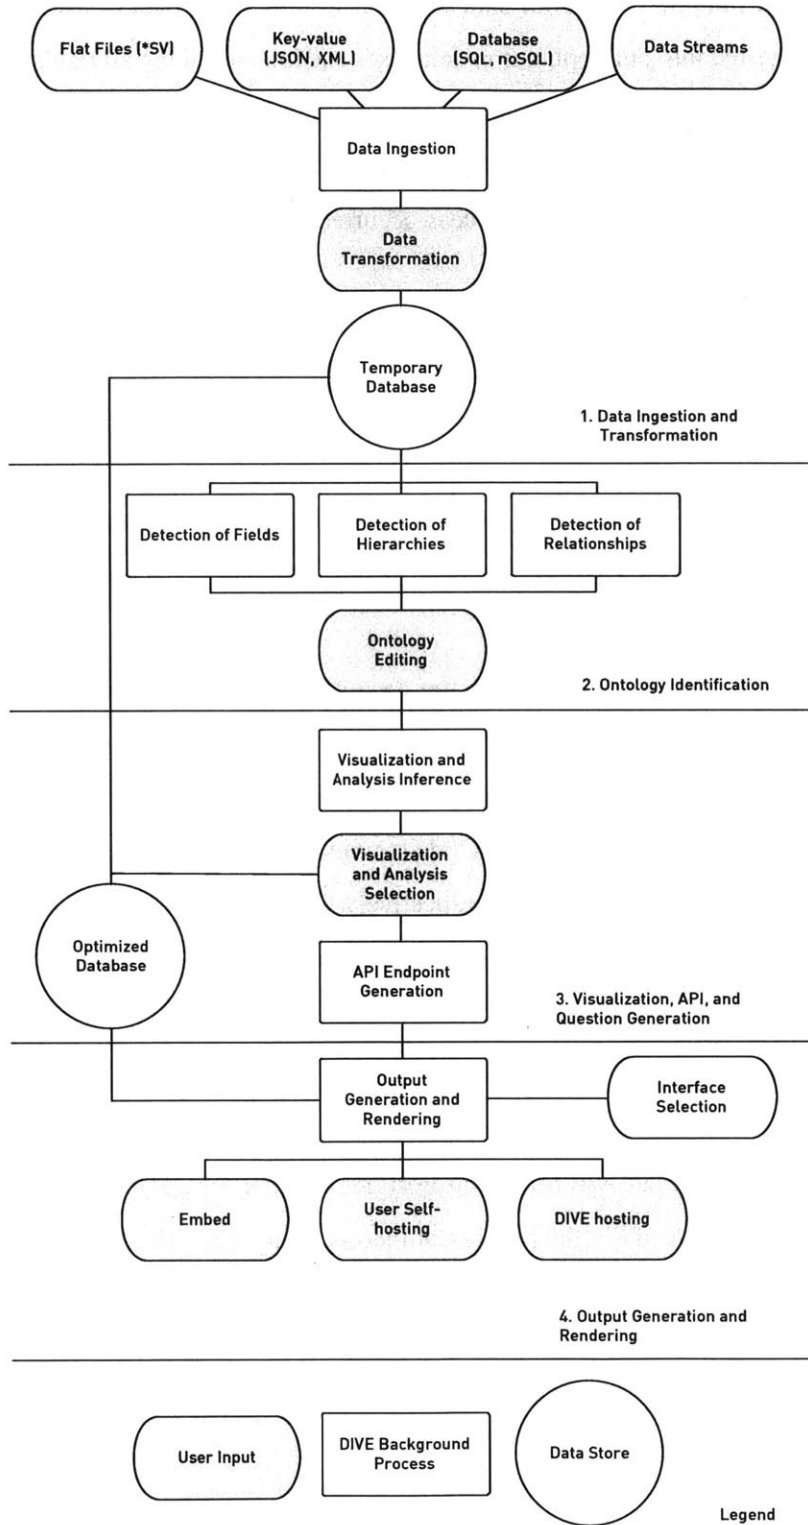 Flat Files (*SV)
Key-value
(JSON, XML)
Database
(SQL, noSQL)
Data Streams
Data Ingestion
Data
Transformation
Temporary
Database
1. Data Ingestion and
Transformation
Detection of Fields
Detection of
Hierarchies
Detection of
Relationships
Ontology
Editing
2. Ontology Identification
Visualization and
Analysis Inference
Visualization
and Analysis
Selection
Optimized
Database
API Endpoint
Generation
3. Visualization, API, and
Question Generation
Output
Generation and
Rendering
Interface
Selection
Embed
User Self-
hosting
DIVE hosting
4. Output Generation and
Rendering
User Input
DIVE Background
Process
Data Store
Legend